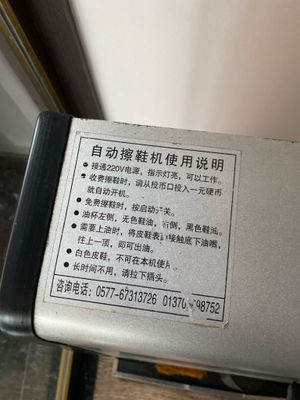 自动擦鞋机使用说明
● 接通220V电源，指示灯亮，可以工作。
● 收费擦鞋时，请从投币口投入一元硬币
就自动开机。
● 免费擦鞋时，按启动开关。
● 油杯左侧，无色鞋油，右侧，黑色鞋油。
● 需要上油时，将皮鞋表 接触底下油嘴，
往上一顶，即可出油。
● 白色皮鞋，不可在本机使
● 长时间不用，请拉下插头。
咨询电话：0577-67313726 01370 98752